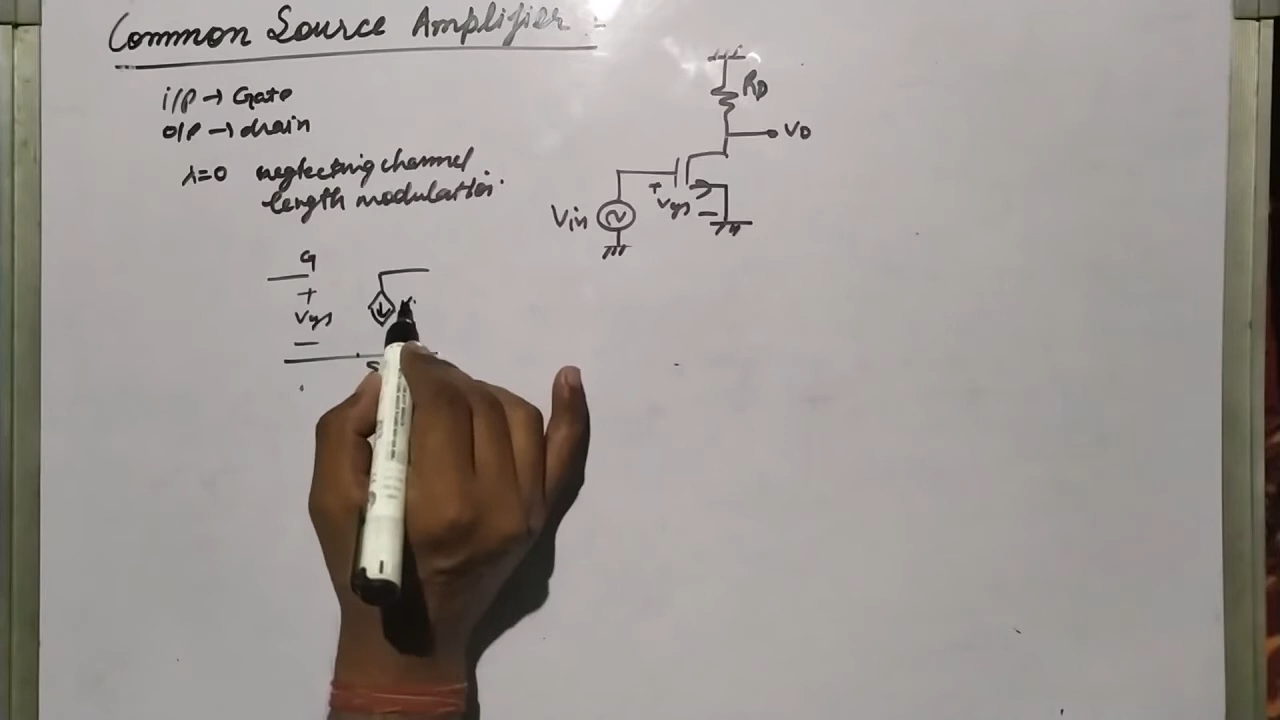 Common Source Amplifier :-
i/p → Gate
o/p → drain
λ=0 neglecting channel
length modulation.
RD
VD
+
Vgs
-
Vin
G
+
Vgs
-
S